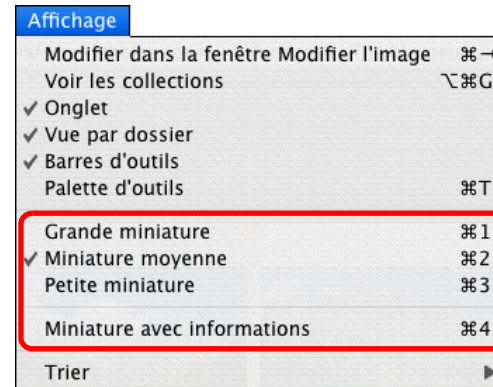 Affichage
Modifier dans la fenêtre Modifier l'image ⌘→
Voir les collections ⌥⌘G
✓ Onglet
✓ Vue par dossier
✓ Barres d'outils
Palette d'outils ⌘T
Grande miniature ⌘1
✓ Miniature moyenne ⌘2
Petite miniature ⌘3
Miniature avec informations ⌘4
Trier ▶